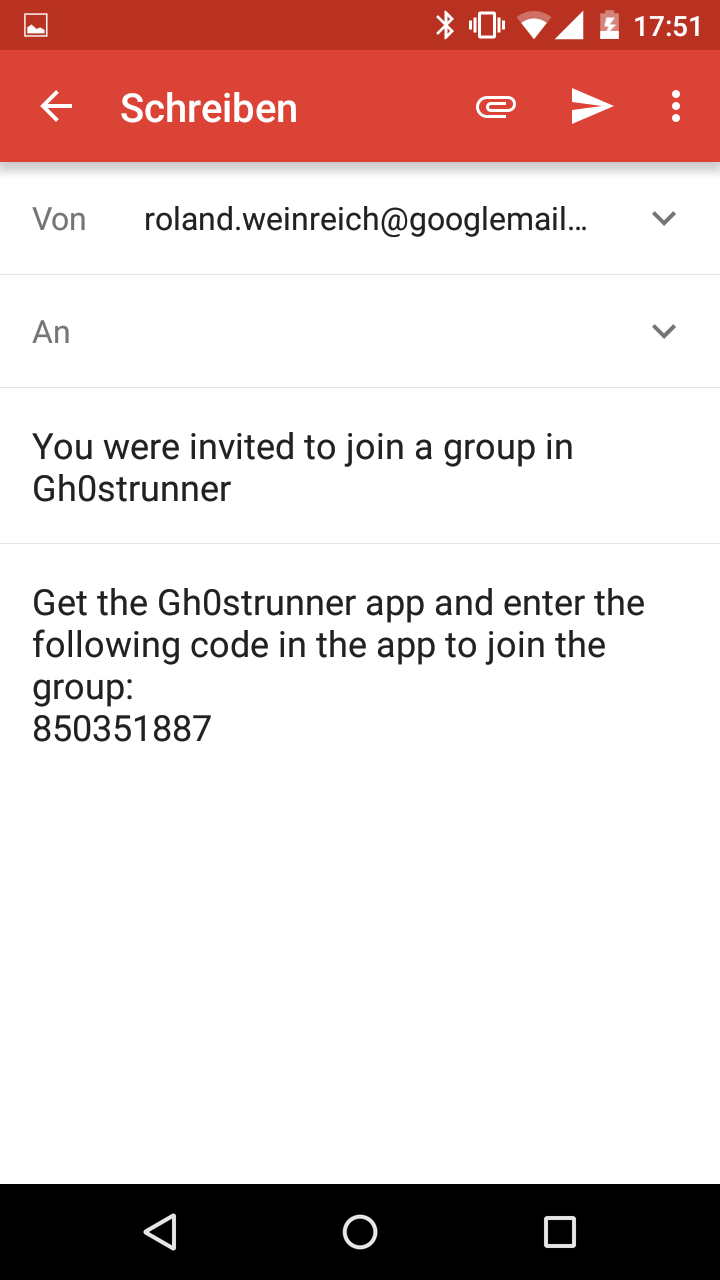 17:51
Schreiben
Von roland.weinreich@googlemail...
An
You were invited to join a group in
Gh0strunner
Get the Gh0strunner app and enter the
following code in the app to join the
group:
850351887